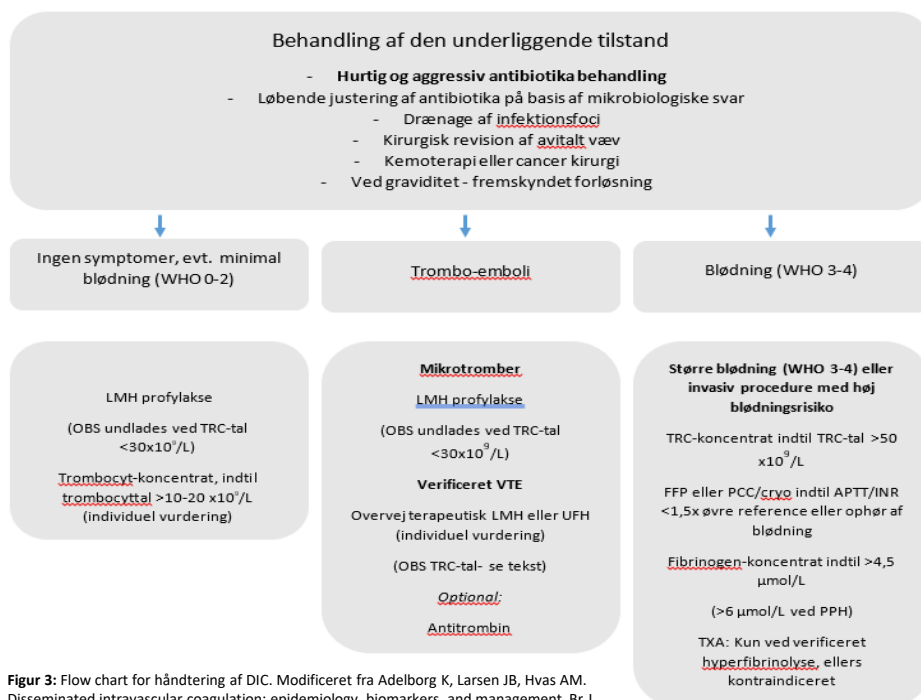 Behandling af den underliggende tilstand
- Hurtig og aggressiv antibiotika behandling
- Løbende justering af antibiotika på basis af mikrobiologiske svar
- Drænage af infektionsfoci
- Kirurgisk revision af avitalt væv
- Kemoterapi eller cancer kirurgi
- Ved graviditet - fremskyndet forløsning
Ingen symptomer, evt. minimal
blødning (WHO 0-2)
Trombo-emboli
Blødning (WHO 3-4)
LMH profylakse
(OBS undlades ved TRC-tal
<30x10⁹/L)
Trombocyt-koncentrat, indtil
trombocyttal >10-20 x10⁹/L
(individuel vurdering)
Mikrotromber
LMH profylakse
(OBS undlades ved TRC-tal
<30x10⁹/L)
Verificeret VTE
Overvej terapeutisk LMH eller UFH
(individuel vurdering)
(OBS TRC-tal- se tekst)
Optional:
Antitrombin
Større blødning (WHO 3-4) eller
invasiv procedure med høj
blødningsrisiko
TRC-koncentrat indtil TRC-tal >50
x10⁹/L
FFP eller PCC/cryo indtil APTT/INR
<1,5x øvre reference eller ophør af
blødning
Fibrinogen-koncentrat indtil >4,5
µmol/L
(>6 µmol/L ved PPH)
TXA: Kun ved verificeret
hyperfibrinolyse, ellers
kontraindiceret
Figur 3: Flow chart for håndtering af DIC. Modificeret fra Adelborg K, Larsen JB, Hvas AM.
Disseminated intravascular coagulation: epidemiology, biomarkers, and management. Br J